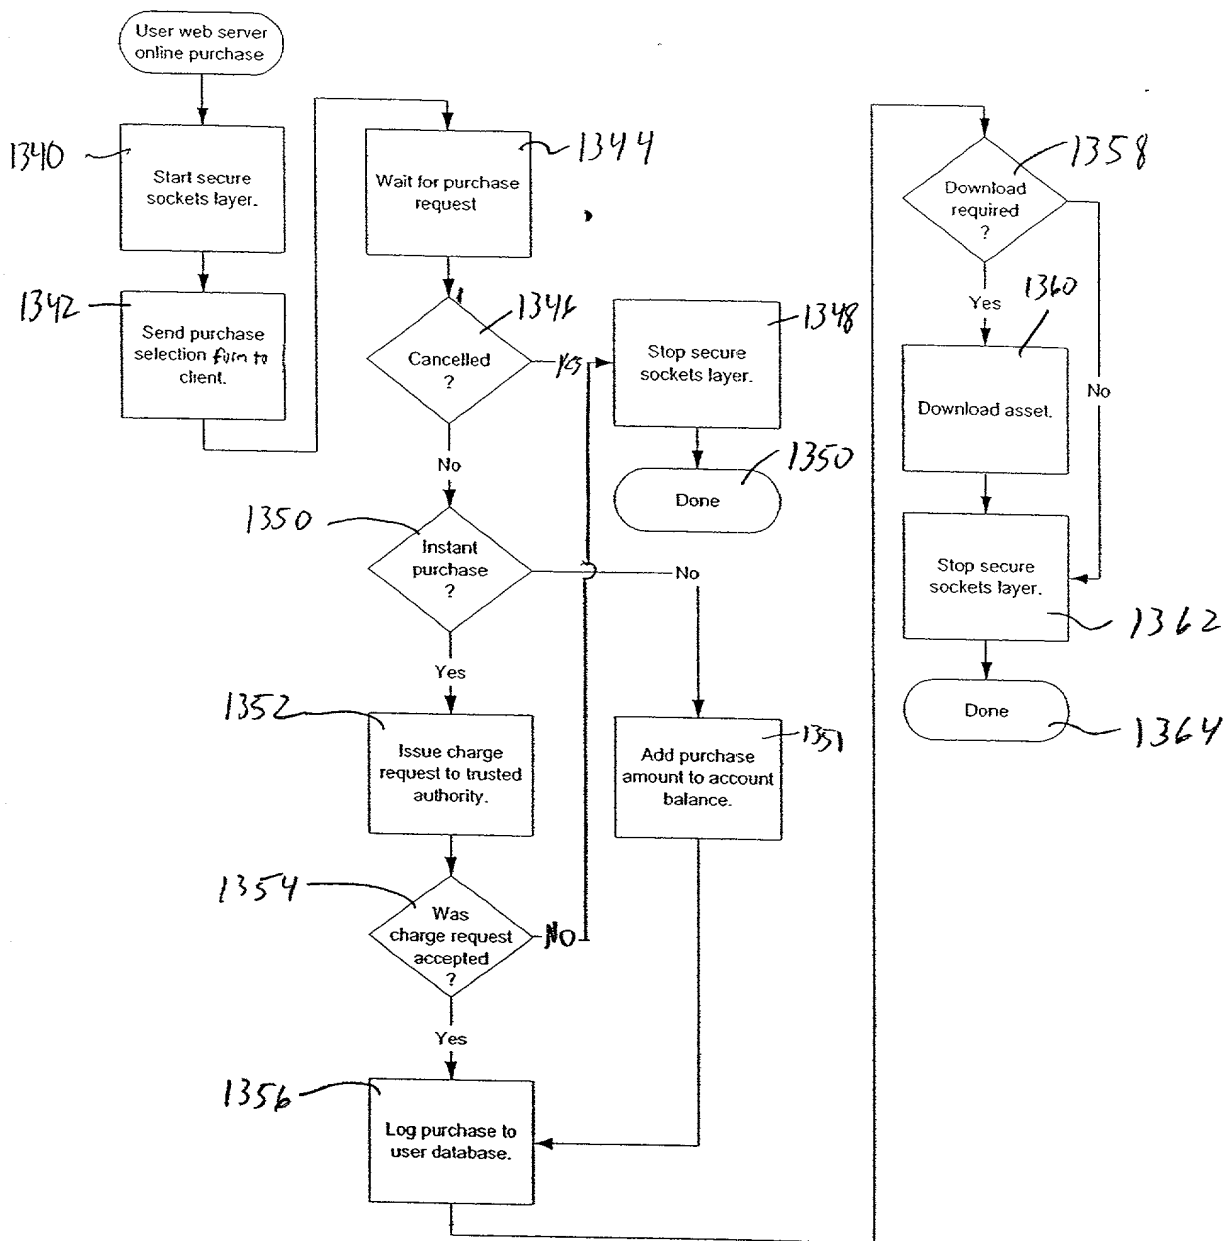 User web server
online purchase
1340
Start secure
sockets layer.
1342
Send purchase
selection form to
client.
1344
Wait for purchase
request
1346
Cancelled
?
Yes
No
1348
Stop secure
sockets layer.
1350
Done
1350
Instant
purchase
?
No
Yes
1352
Issue charge
request to trusted
authority.
1351
Add purchase
amount to account
balance.
1354
Was
charge request
accepted
?
NO
Yes
1356
Log purchase to
user database.
1358
Download
required
?
Yes
No
1360
Download asset.
Stop secure
sockets layer.
1362
Done
1364